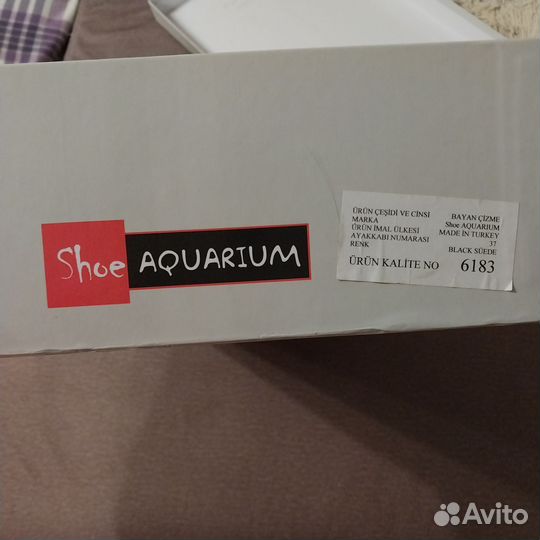 Shoe AQUARIUM
ÜRÜN ÇEŞİDİ VE CİNSİ BAYAN ÇİZME
MARKA Shoe AQUARIUM
ÜRÜN İMAL ÜLKESİ MADE IN TURKEY
AYAKKABI NUMARASI 37
RENK BLACK SÜEDE
ÜRÜN KALİTE NO 6183
Avito